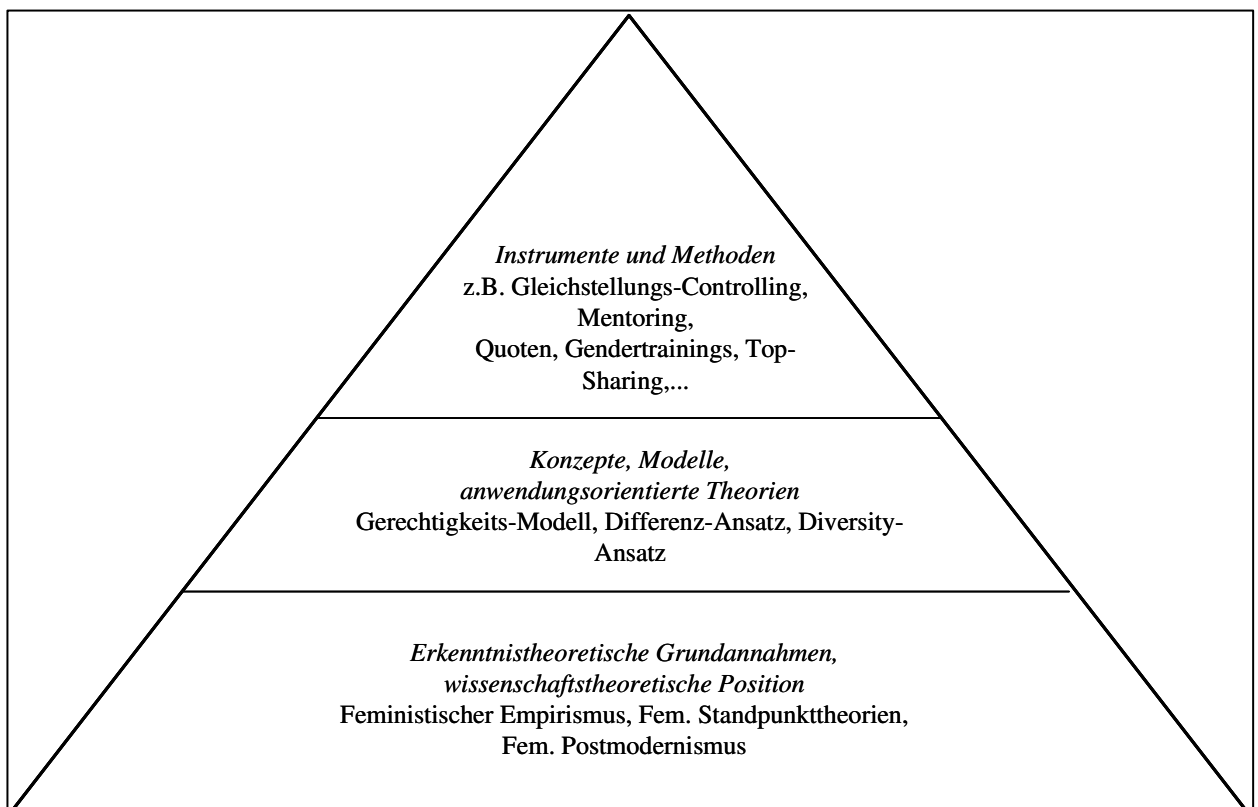 Instrumente und Methoden
z.B. Gleichstellungs-Controlling,
Mentoring,
Quoten, Gendertrainings, Top-
Sharing,...
Konzepte, Modelle,
anwendungsorientierte Theorien
Gerechtigkeits-Modell, Differenz-Ansatz, Diversity-
Ansatz
Erkenntnistheoretische Grundannahmen,
wissenschaftstheoretische Position
Feministischer Empirismus, Fem. Standpunkttheorien,
Fem. Postmodernismus